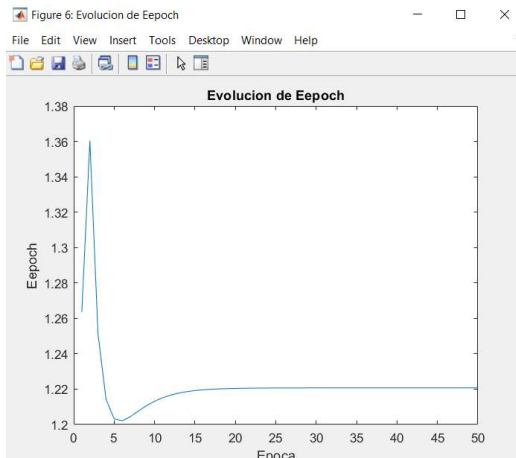 Figure 6: Evolucion de Eepoch
File Edit View Insert Tools Desktop Window Help
Evolucion de Eepoch
1.38
1.36
1.34
1.32
1.3
1.28
1.26
1.24
1.22
1.2
Eepoch
0 5 10 15 20 25 30 35 40 45 50
Epoca